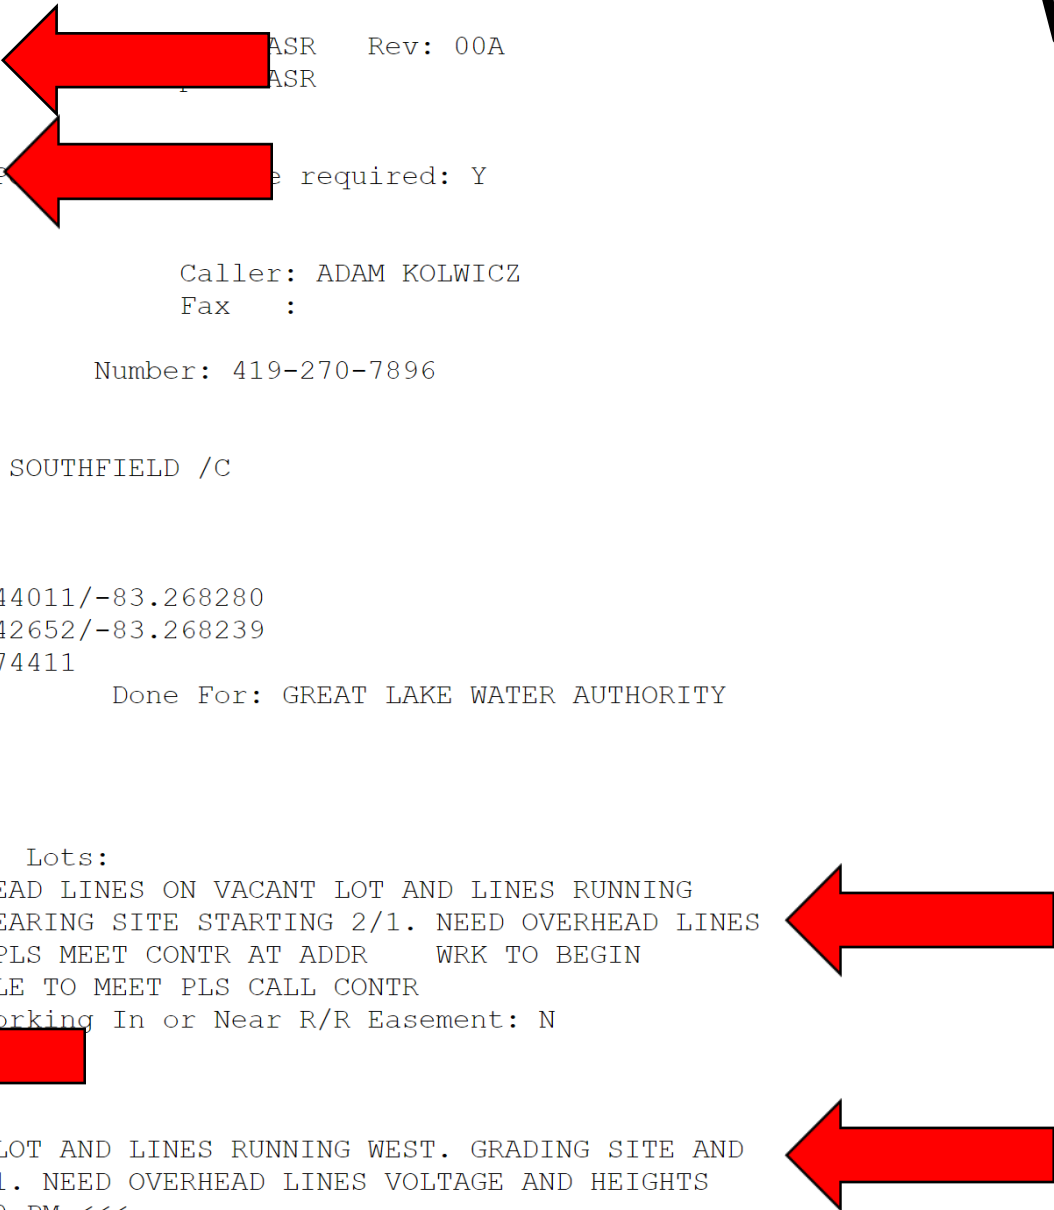 ASR Rev: 00A
ASR
required: Y
Caller: ADAM KOLWICZ
Fax :
Number: 419-270-7896
SOUTHFIELD /C
44011/-83.268280
42652/-83.268239
74411
Done For: GREAT LAKE WATER AUTHORITY
Lots:
EAD LINES ON VACANT LOT AND LINES RUNNING
EARING SITE STARTING 2/1. NEED OVERHEAD LINES
PLS MEET CONTR AT ADDR WRK TO BEGIN
LE TO MEET PLS CALL CONTR
orking In or Near R/R Easement: N
LOT AND LINES RUNNING WEST. GRADING SITE AND
1. NEED OVERHEAD LINES VOLTAGE AND HEIGHTS
PM <<<